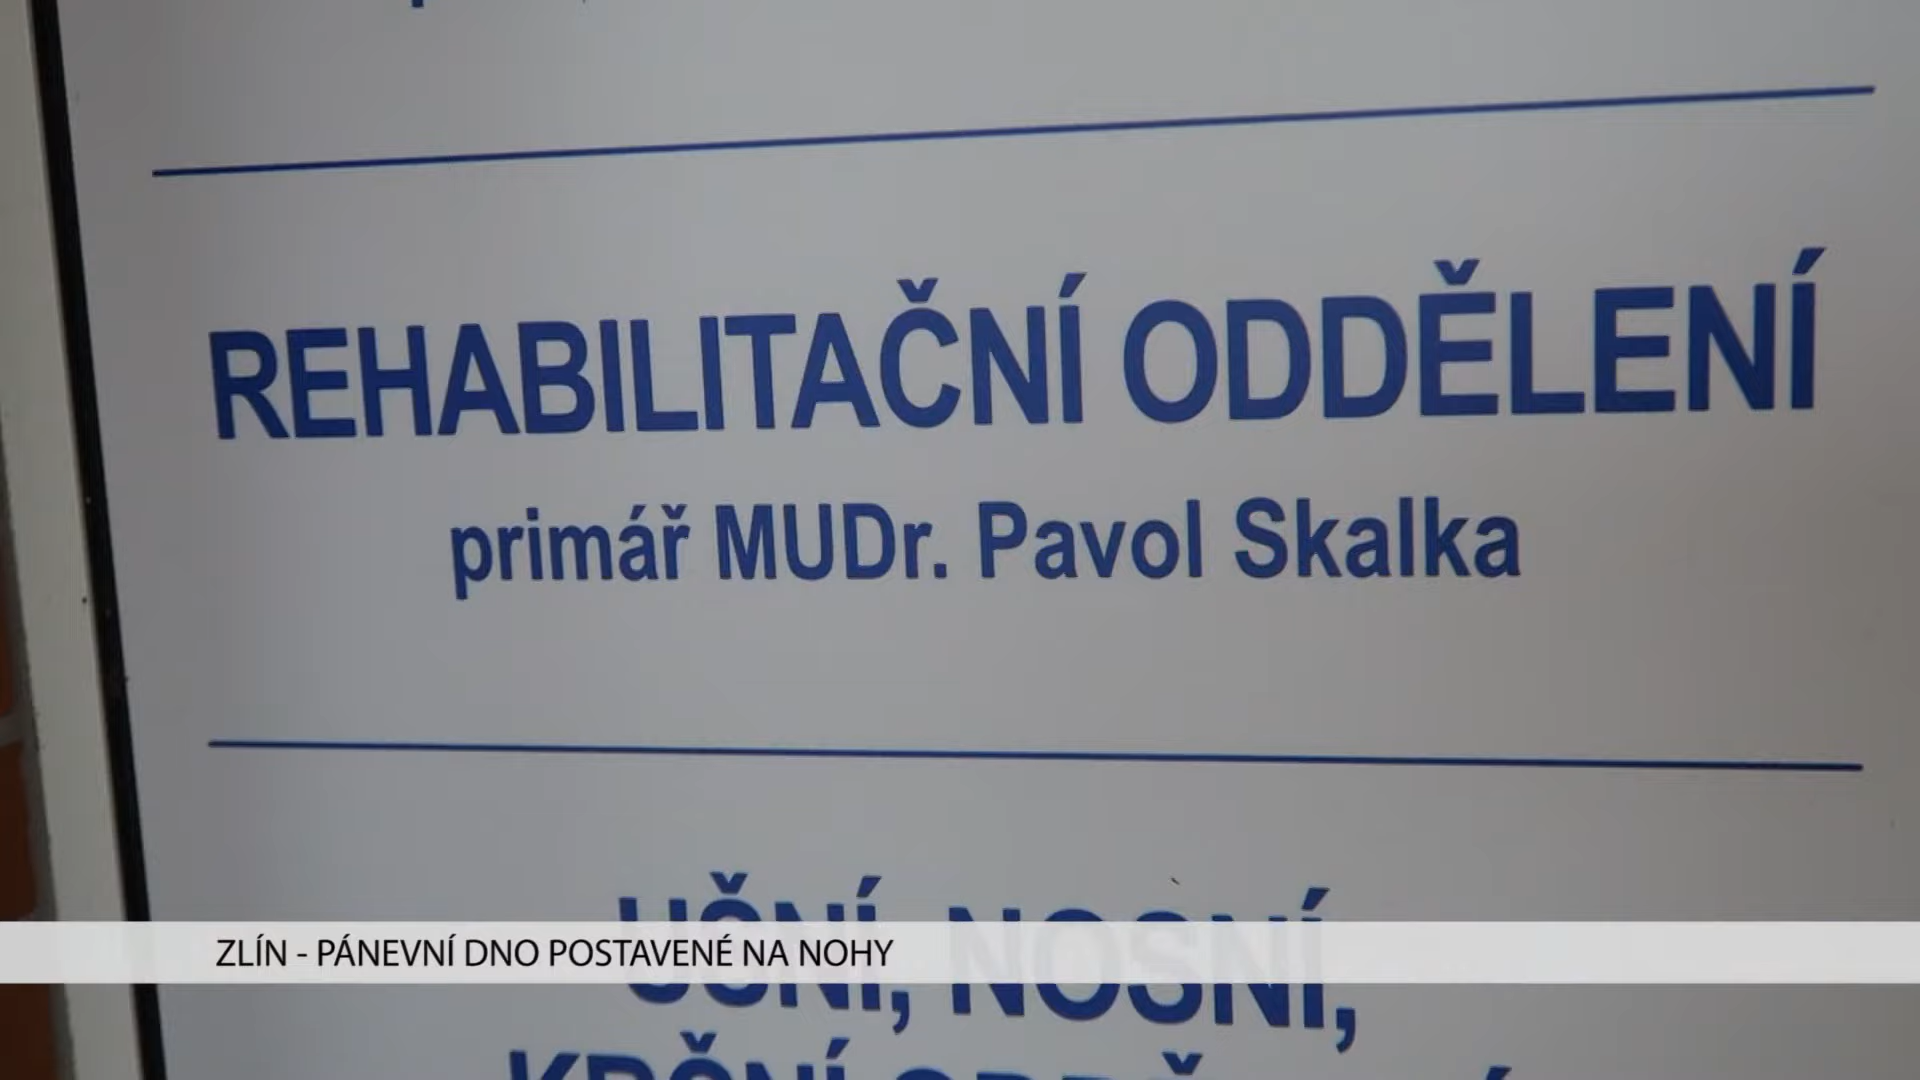 REHABILITAČNÍ ODDĚLENÍ
primář MUDr. Pavol Skalka
UŠNÍ, NOSNÍ,
ZLÍN - PÁNEVNÍ DNO POSTAVENÉ NA NOHY